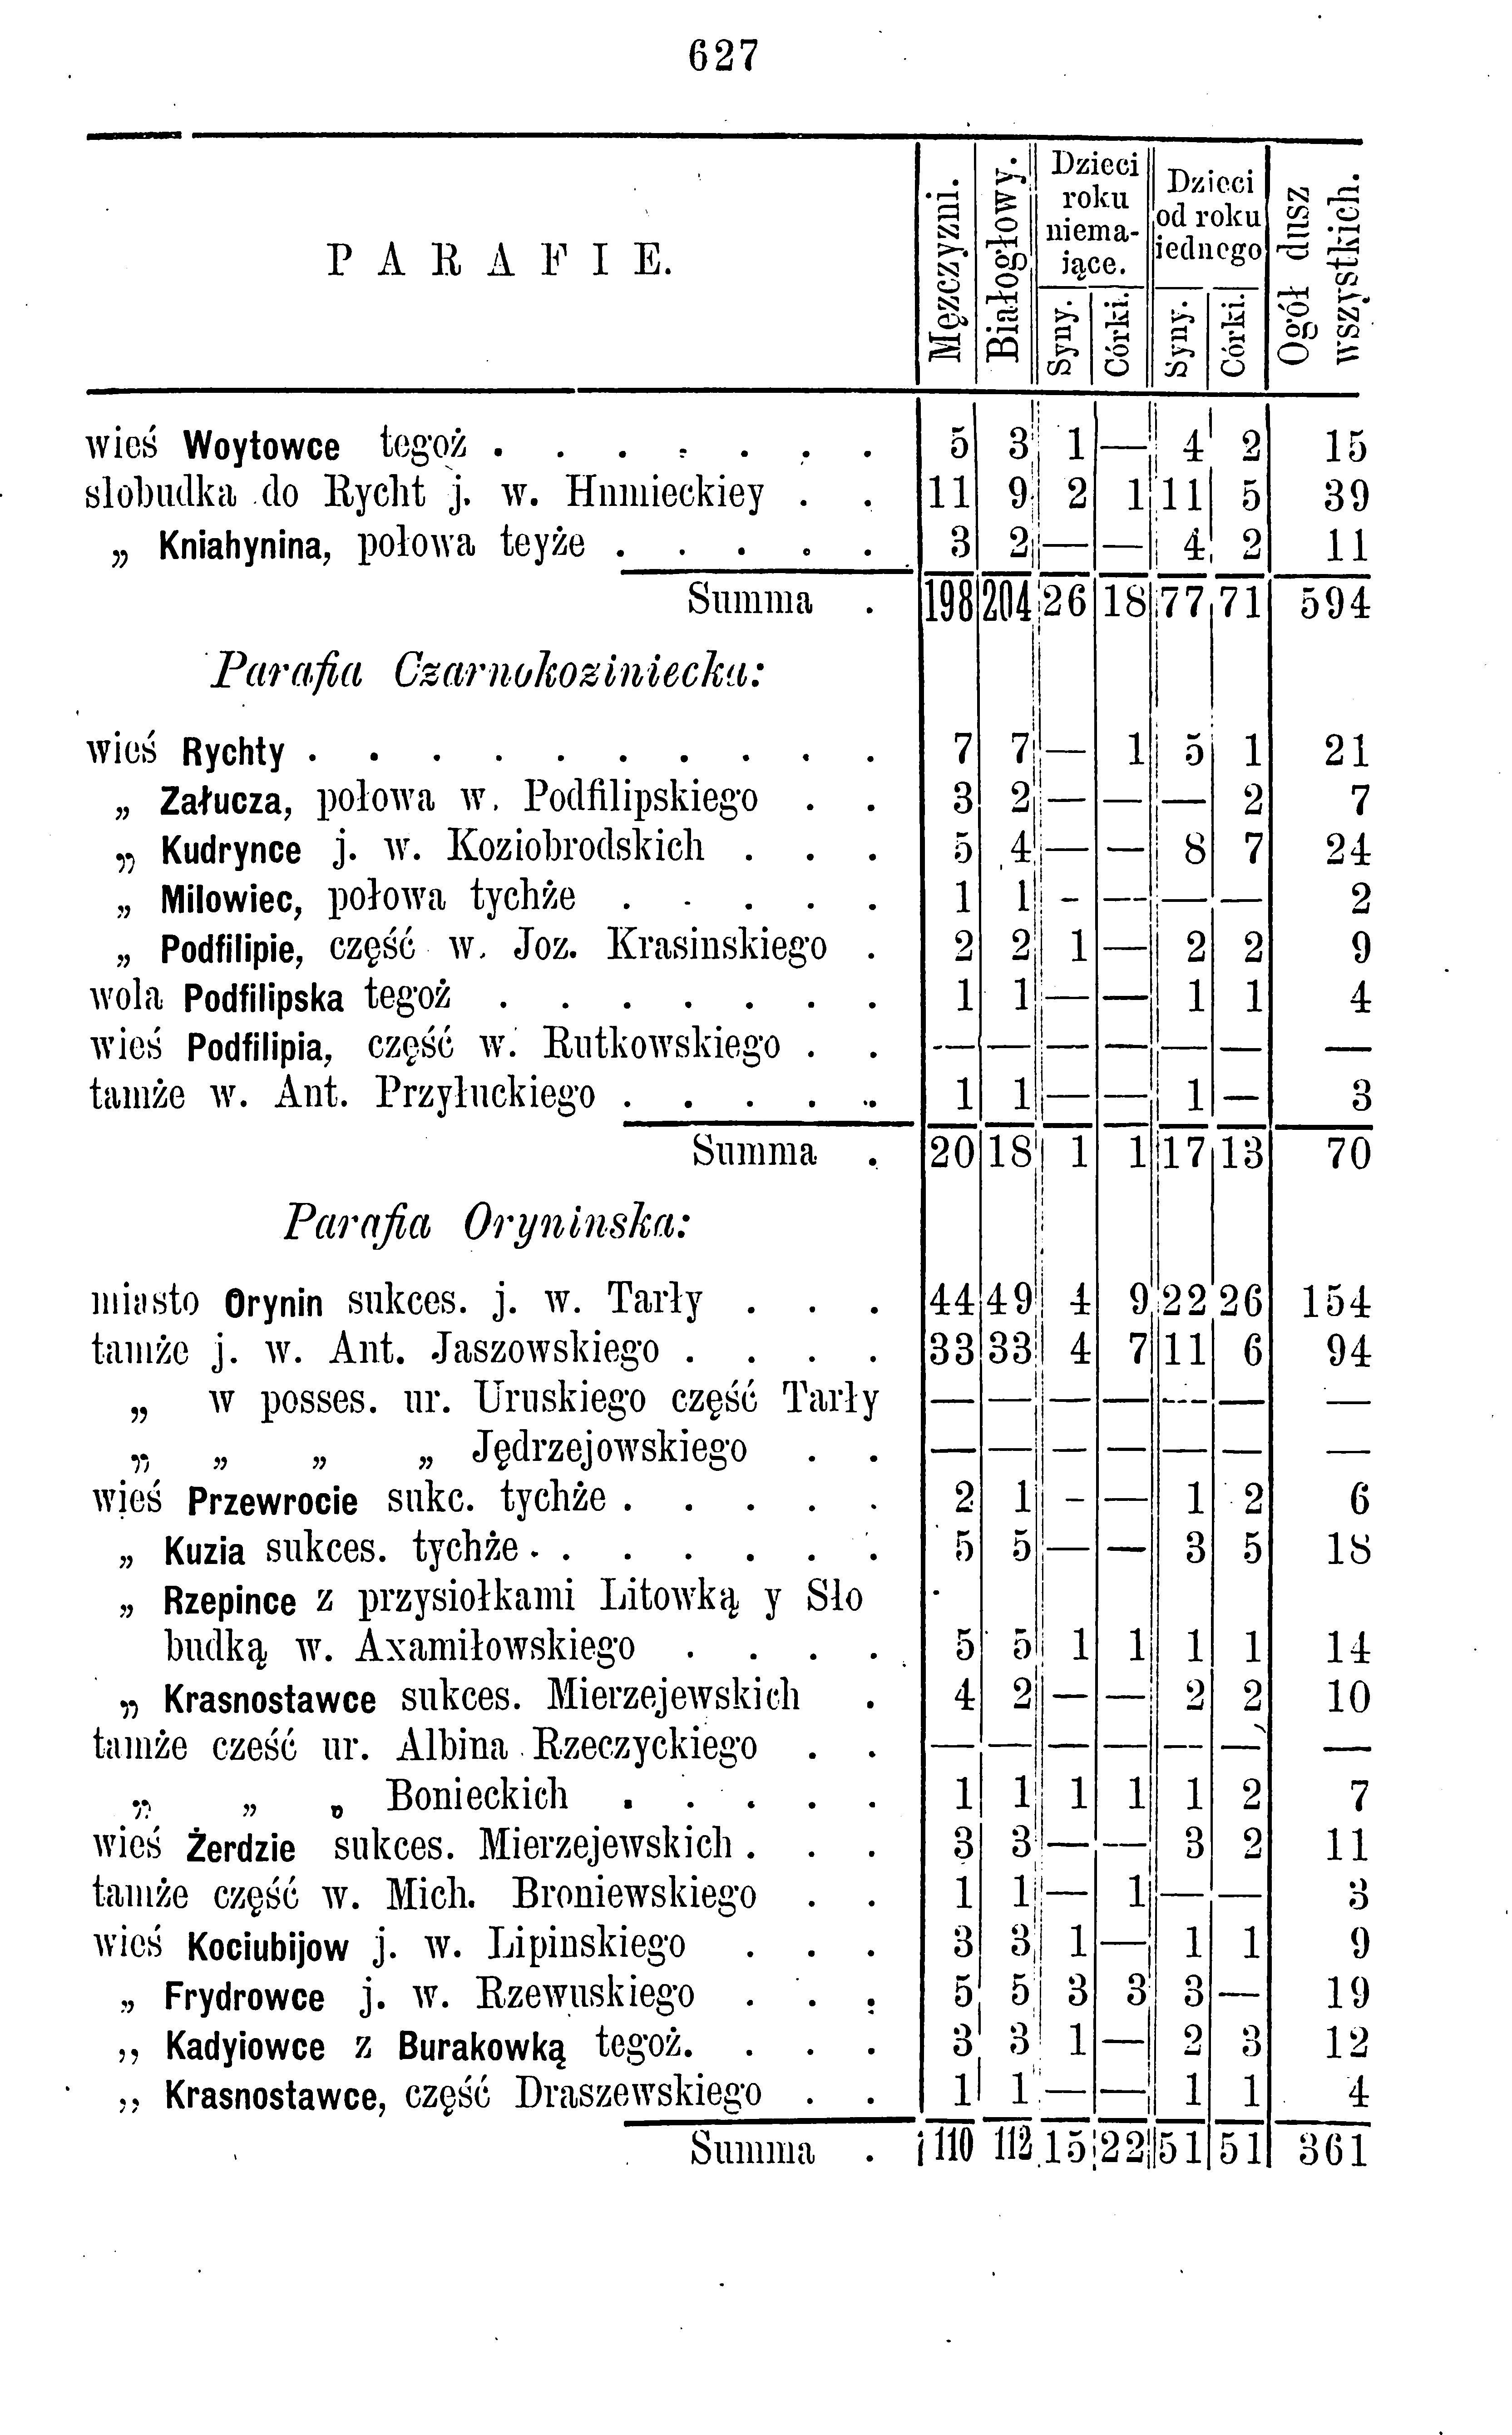 627
PARAFIE. Męzczyzni. Białogłowy. Dzieci roku niemające. Syny. Córki. Dzieci od roku jednego Syny. Córki. Ogół dusz wszystkich.
wieś Woytowce tegoż . . . . . . . 5 3 1 — 4 2 15
slobudka do Rycht j. w. Humieckiey . . 11 9 2 1 11 5 39
„ Kniahynina, połowa teyże . . . . . 3 2 — — 4 2 11
Summa . 198 204 26 18 77 71 594
Parafia Czarnokoziniecka:
wieś Rychty . . . . . . . . . . 7 7 — 1 5 1 21
„ Załucza, połowa w. Podfilipskiego . . 3 2 — — — 2 7
„ Kudrynce j. w. Koziobrodskich . . . 5 4 — — 8 7 24
„ Milowiec, połowa tychże . . . . . 1 1 - — — — 2
„ Podfilipie, część w. Joz. Krasinskiego . 2 2 1 — 2 2 9
wola Podfilipska tegoż . . . . . . . 1 1 — — 1 1 4
wieś Podfilipia, część w. Rutkowskiego . . — — — — — — —
tamże w. Ant. Przyłuckiego . . . . . 1 1 — — 1 — 3
Summa . 20 18 1 1 17 13 70
Parafia Oryninska:
miasto Orynin sukces. j. w. Tarły . . . 44 49 4 9 22 26 154
tamże j. w. Ant. Jaszowskiego . . . . 33 33 4 7 11 6 94
„ w posses. ur. Uruskiego część Tarły — — — — — — —
„ „ „ „ Jędrzejowskiego . . — — — — — — —
wieś Przewrocie sukc. tychże . . . . . 2 1 - — 1 2 6
„ Kuzia sukces. tychże . . . . . . . 5 5 — — 3 5 18
„ Rzepince z przysiołkami Litowką y Sło
budką w. Axamiłowskiego . . . . 5 5 1 1 1 1 14
„ Krasnostawce sukces. Mierzejewskich . 4 2 — — 2 2 10
tamże cześć ur. Albina Rzeczyckiego . . — — — — — — —
„ „ „ Bonieckich . . . . . 1 1 1 1 1 2 7
wieś Żerdzie sukces. Mierzejewskich . . . 3 3 — — 3 2 11
tamże część w. Mich. Broniewskiego . . 1 1 — 1 — — 3
wieś Kociubijow j. w. Lipinskiego . . . 3 3 1 — 1 1 9
„ Frydrowce j. w. Rzewuskiego . . . 5 5 3 3 3 — 19
„ Kadyiowce z Burakowką tegoż. . . . 3 3 1 — 2 3 12
„ Krasnostawce, część Draszewskiego . . 1 1 — — 1 1 4
Summa . 110 112 15 22 51 51 361